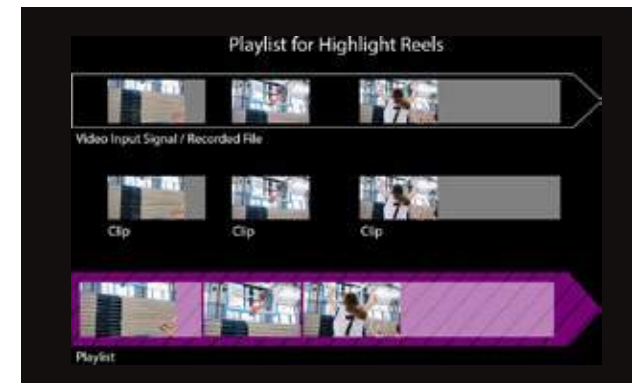 Playlist for Highlight Reels
Video Input Signal / Recorded File
Clip Clip Clip
Playlist